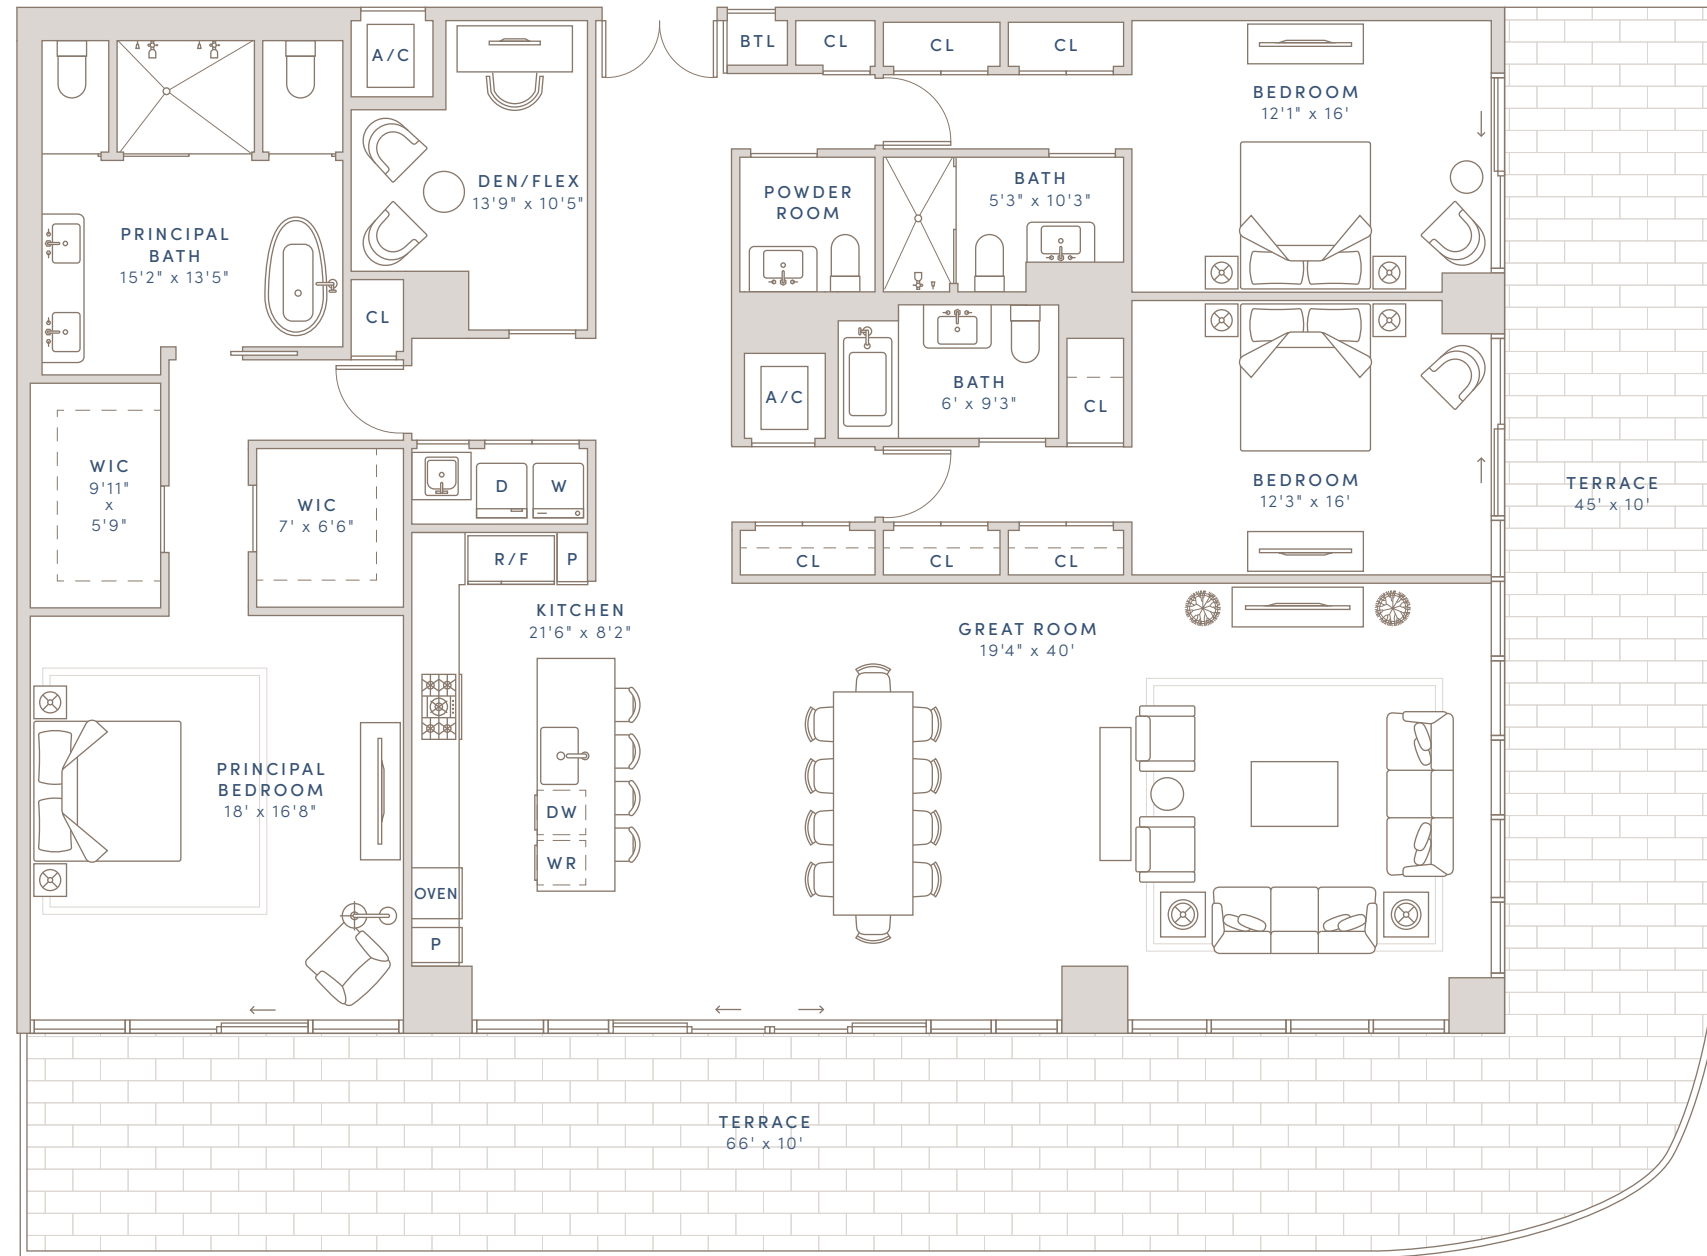 A/C
BTL
CL
CL
CL
BEDROOM
12'1" x 16'
DEN/FLEX
13'9" x 10'5"
POWDER
ROOM
BATH
5'3" x 10'3"
PRINCIPAL
BATH
15'2" x 13'5"
CL
A/C
BATH
6' x 9'3"
CL
WIC
9'11"
x
5'9"
WIC
7' x 6'6"
D
W
BEDROOM
12'3" x 16'
TERRACE
45' x 10'
R/F
P
CL
CL
CL
KITCHEN
21'6" x 8'2"
GREAT ROOM
19'4" x 40'
PRINCIPAL
BEDROOM
18' x 16'8"
DW
WR
OVEN
P
TERRACE
66' x 10'